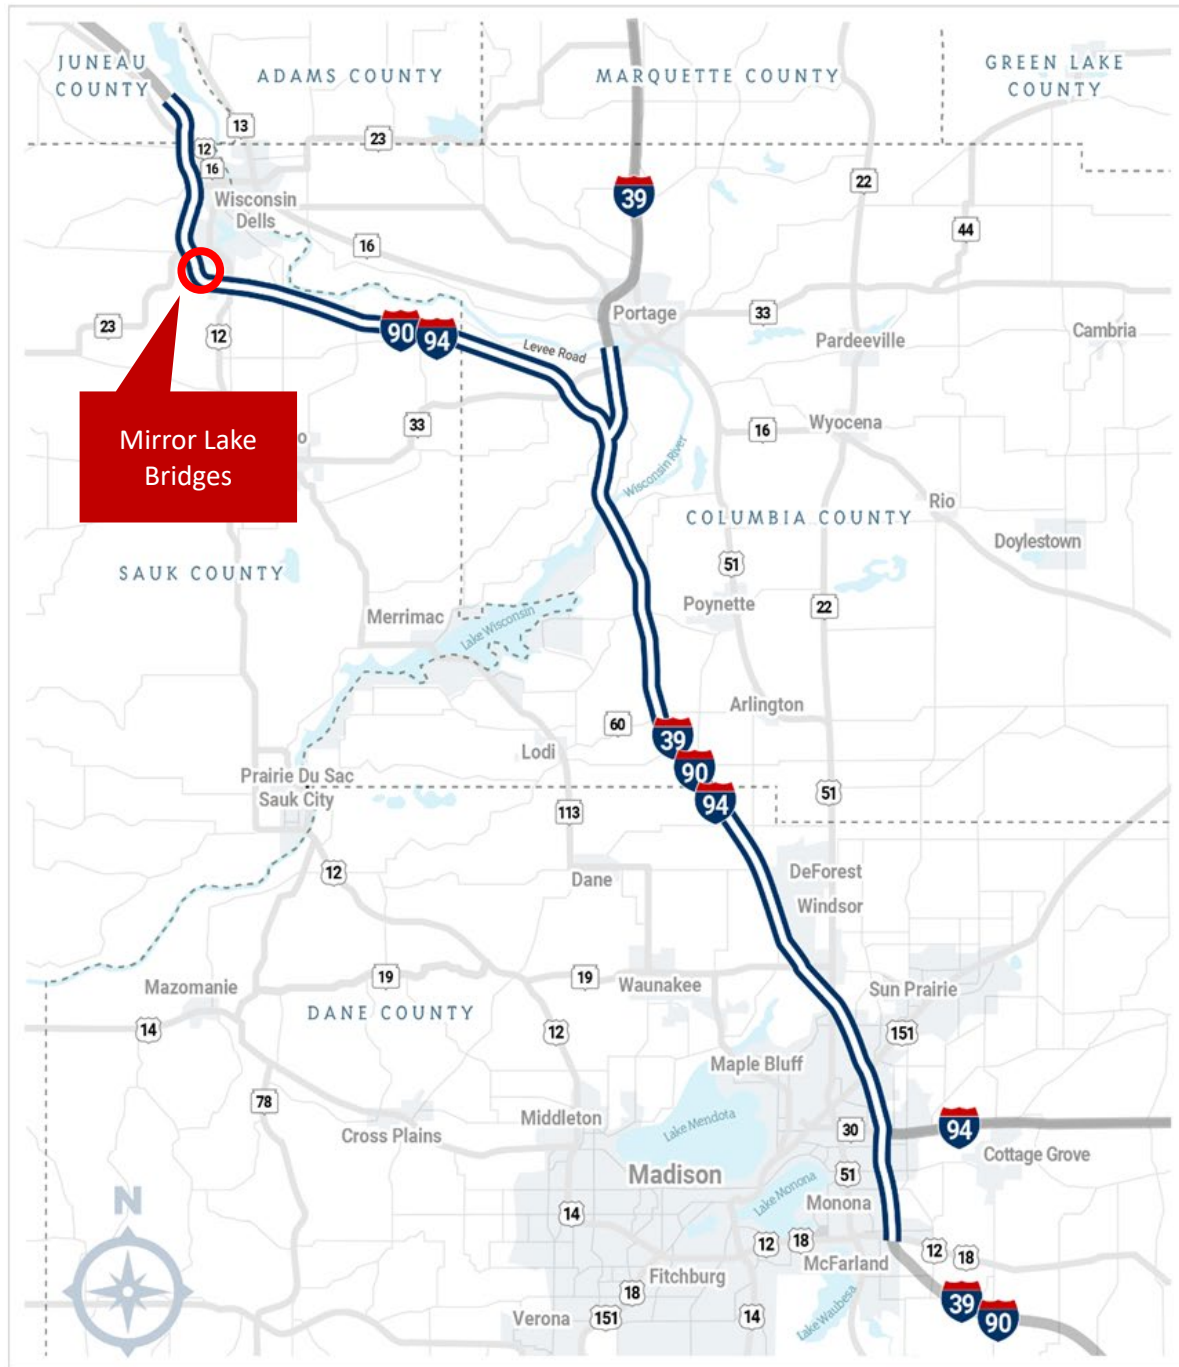 JUNEAU
COUNTY
ADAMS COUNTY
MARQUETTE COUNTY
GREEN LAKE
COUNTY
13
12
23
16
Wisconsin
Dells
39
22
44
16
23
12
90
94
Levee Road
Portage
33
Pardeeville
Cambria
Mirror Lake
Bridges
o
33
16
Wyocena
Wisconsin River
Rio
COLUMBIA COUNTY
Doylestown
SAUK COUNTY
51
Merrimac
Lake Wisconsin
Poynette
22
Arlington
60
39
Lodi
90
Prairie Du Sac
Sauk City
94
51
113
12
Dane
DeForest
Windsor
19
19
Waunakee
Sun Prairie
Mazomanie
DANE COUNTY
14
12
151
Maple Bluff
78
Middleton
Lake Mendota
Cross Plains
30
94
Cottage Grove
Madison
51
Lake Monona
Monona
N
14
12
18
McFarland
12
18
Fitchburg
18
Verona
151
14
Lake Waubesa
39
90